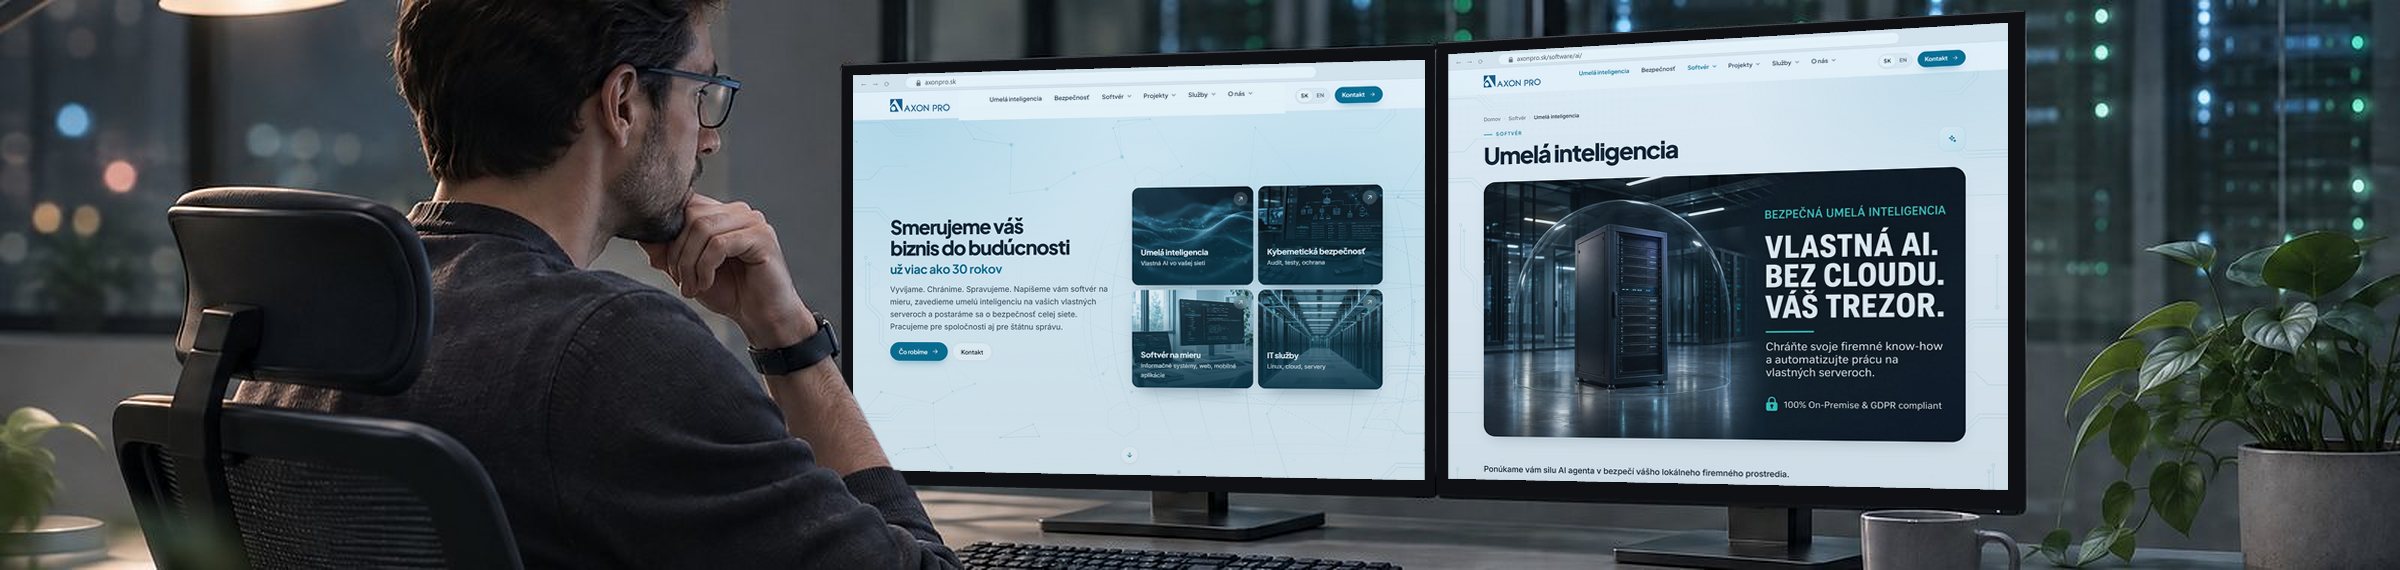 axonpro.sk
AXON PRO
Umelá inteligencia
Bezpečnosť
Softvér
Projekty
Služby
O nás
SK
EN
Kontakt
Smerujeme váš
biznis do budúcnosti
už viac ako 30 rokov
Vyvíjame. Chránime. Spravujeme. Napíšeme vám softvér na
mieru, zavedieme umelú inteligenciu na vašich vlastných
serveroch a postaráme sa o bezpečnosť celej siete.
Pracujeme pre spoločnosti aj pre štátnu správu.
Čo robíme
Kontakt
Umelá inteligencia
Vlastná AI vo vašej sieti
Kybernetická bezpečnosť
Audit, testy, ochrana
Softvér na mieru
Informačné systémy, web, mobilné
aplikácie
IT služby
Linux, cloud, servery
axonpro.sk/software/ai/
AXON PRO
Umelá inteligencia
Bezpečnosť
Softvér
Projekty
Služby
O nás
SK
EN
Kontakt
Domov
Softvér
Umelá inteligencia
SOFTVÉR
Umelá inteligencia
BEZPEČNÁ UMELÁ INTELIGENCIA
VLASTNÁ AI.
BEZ CLOUDU.
VÁŠ TREZOR.
Chráňte svoje firemné know-how
a automatizujte prácu na
vlastných serveroch.
100% On-Premise & GDPR compliant
Ponúkame vám silu AI agenta v bezpečí vášho lokálneho firemného prostredia.